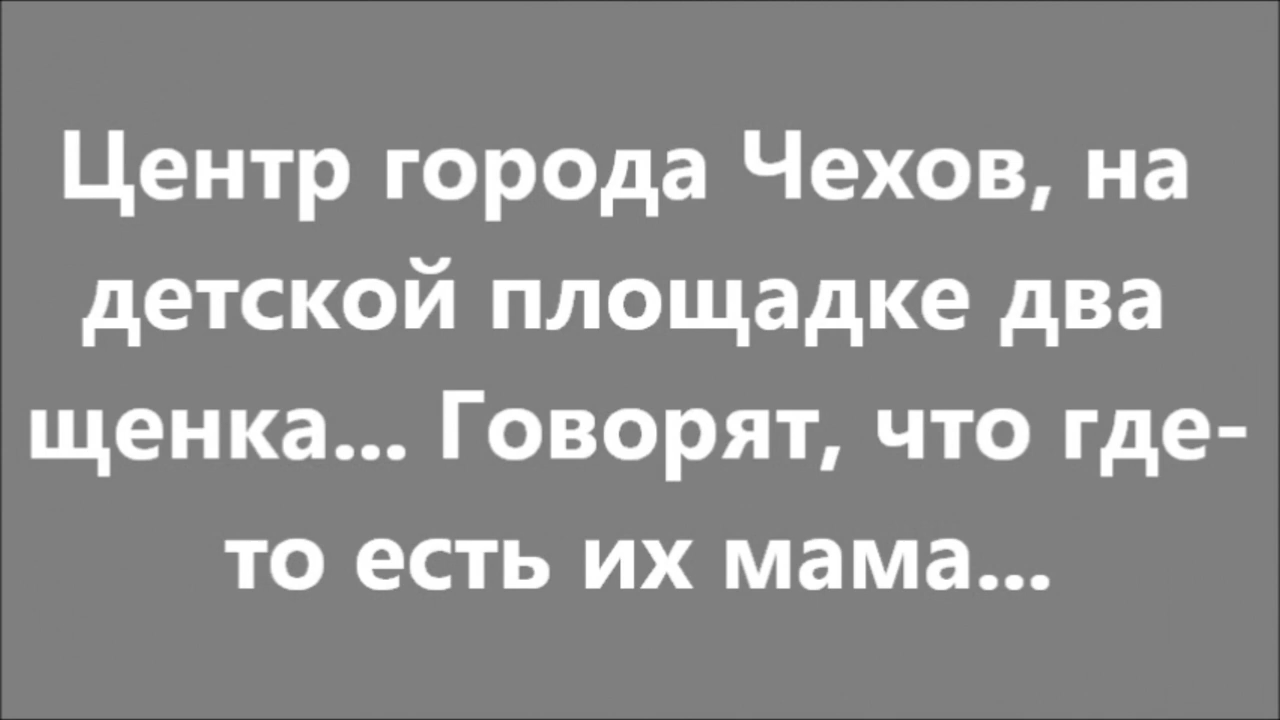 Центр города Чехов, на
детской площадке два
щенка... Говорят, что где-
то есть их мама...